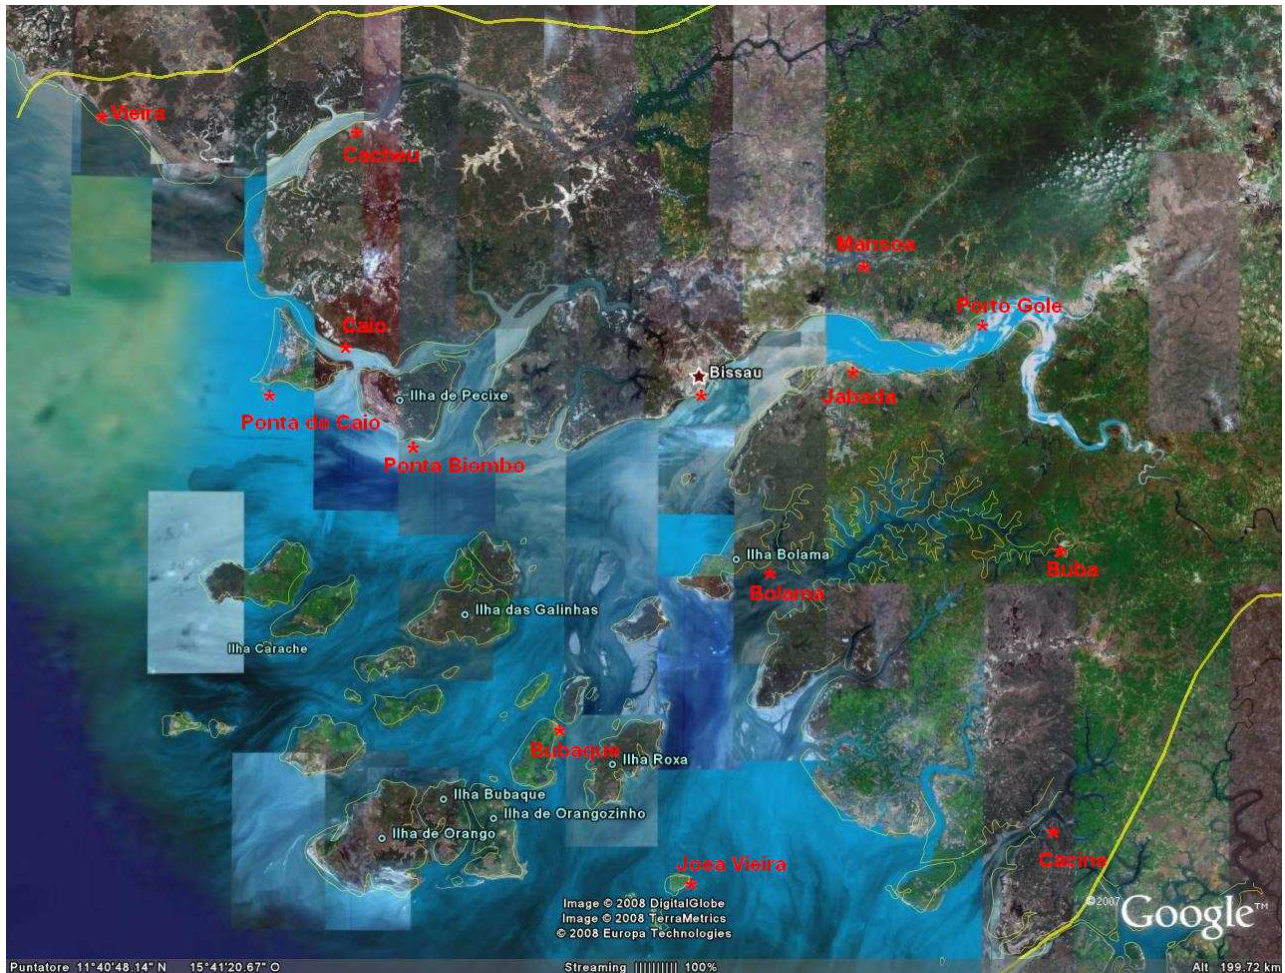 Vieira
Cacheu
Mansoa
Porto Gole
Caio
Bissau
Ilha de Pecixe
Jabada
Ponta de Caio
Ponta Biombo
Ilha Bolama
Buba
Bolama
Ilha das Galinhas
Ilha Carache
Bubaque
Ilha Roxa
Ilha Bubaque
Ilha de Orangozinho
Ilha de Orango
Cacine
Joea Vieira
Image © 2008 DigitalGlobe
Image © 2008 TerraMetrics
© 2008 Europa Technologies
©2007 Google™
Puntatore 11°40'48.14" N 15°41'20.67" O Streaming |||||||||| 100% Alt 199.72 km